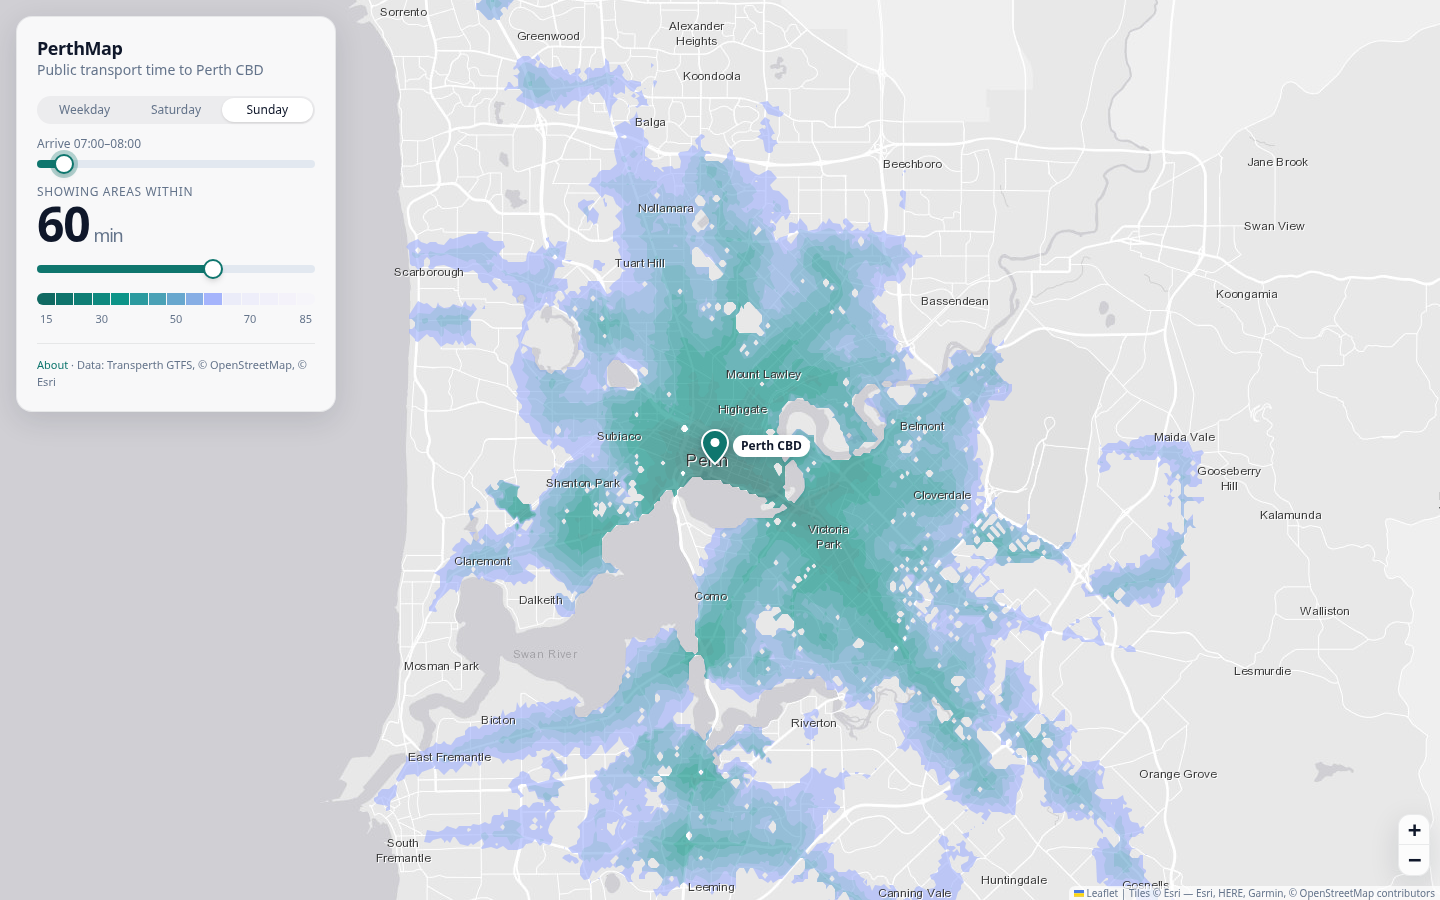 PerthMap
Public transport time to Perth CBD
Weekday
Saturday
Sunday
Arrive 07:00–08:00
SHOWING AREAS WITHIN
60 min
15
30
50
70
85
About · Data: Transperth GTFS, © OpenStreetMap, ©
Esri
Sorrento
Greenwood
Alexander
Heights
Koondoola
Balga
Beechboro
Jane Brook
Nollamara
Swan View
Tuart Hill
Scarborough
Bassendean
Koongamia
Mount Lawley
Highgate
Subiaco
Belmont
Perth CBD
Perth
Maida Vale
Gooseberry
Hill
Shenton Park
Cloverdale
Kalamunda
Victoria
Park
Claremont
Como
Dalkeith
Walliston
Swan River
Mosman Park
Lesmurdie
Bicton
Riverton
East Fremantle
Orange Grove
South
Fremantle
Leeming
Canning Vale
Huntingdale
Gosnells
+
−
Leaflet | Tiles © Esri — Esri, HERE, Garmin, © OpenStreetMap contributors